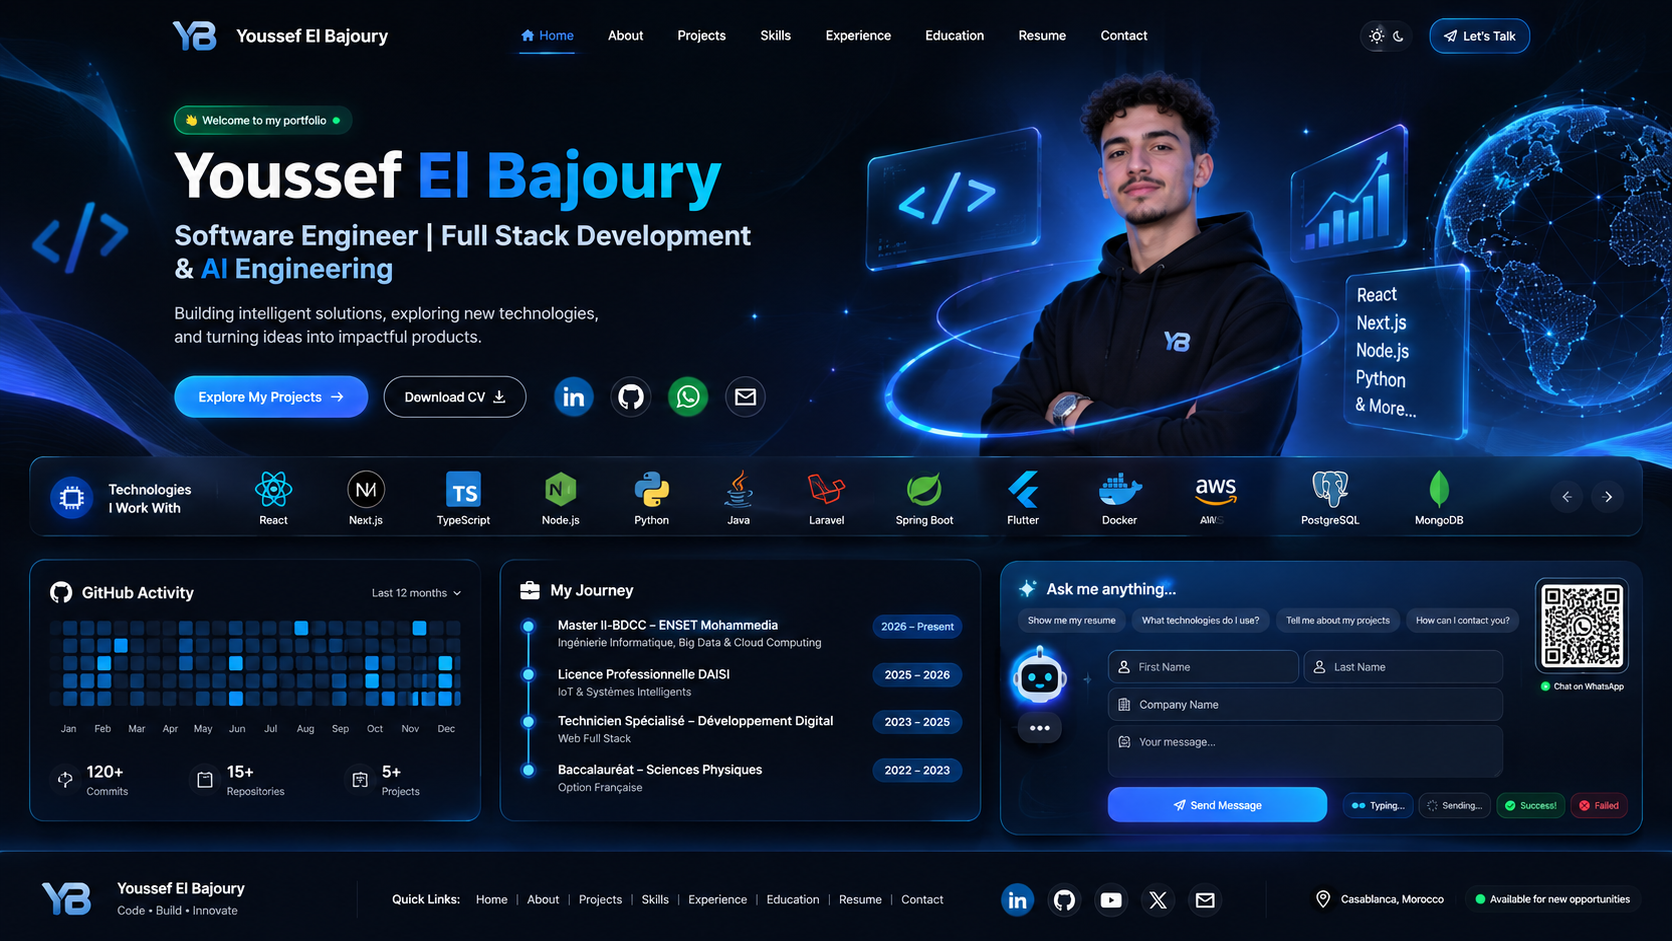 YB
Youssef El Bajoury
Home
About
Projects
Skills
Experience
Education
Resume
Contact
Let's Talk
👋 Welcome to my portfolio
Youssef El Bajoury
Software Engineer | Full Stack Development
& AI Engineering
Building intelligent solutions, exploring new technologies,
and turning ideas into impactful products.
Explore My Projects →
Download CV
in
</>
</>
YB
React
Next.js
Node.js
Python
& More...
Technologies
I Work With
React
Next.js
TS
TypeScript
Node.js
Python
Java
Laravel
Spring Boot
Flutter
Docker
aws
AWS
PostgreSQL
MongoDB
GitHub Activity
Last 12 months
Jan
Feb
Mar
Apr
May
Jun
Jul
Aug
Sep
Oct
Nov
Dec
120+
Commits
15+
Repositories
5+
Projects
My Journey
Master II-BDCC – ENSET Mohammedia
2026 – Present
Ingénierie Informatique, Big Data & Cloud Computing
Licence Professionnelle DAISI
2025 – 2026
IoT & Systémes Intelligents
Technicien Spécialisé – Développement Digital
2023 – 2025
Web Full Stack
Baccalauréat – Sciences Physiques
2022 – 2023
Option Française
Ask me anything...
Show me my resume
What technologies do I use?
Tell me about my projects
How can I contact you?
First Name
Last Name
Company Name
Your message...
Send Message
Typing...
Sending...
Success!
Failed
Chat on WhatsApp
YB
Youssef El Bajoury
Code • Build • Innovate
Quick Links: Home | About | Projects | Skills | Experience | Education | Resume | Contact
in
X
Casablanca, Morocco
Available for new opportunities